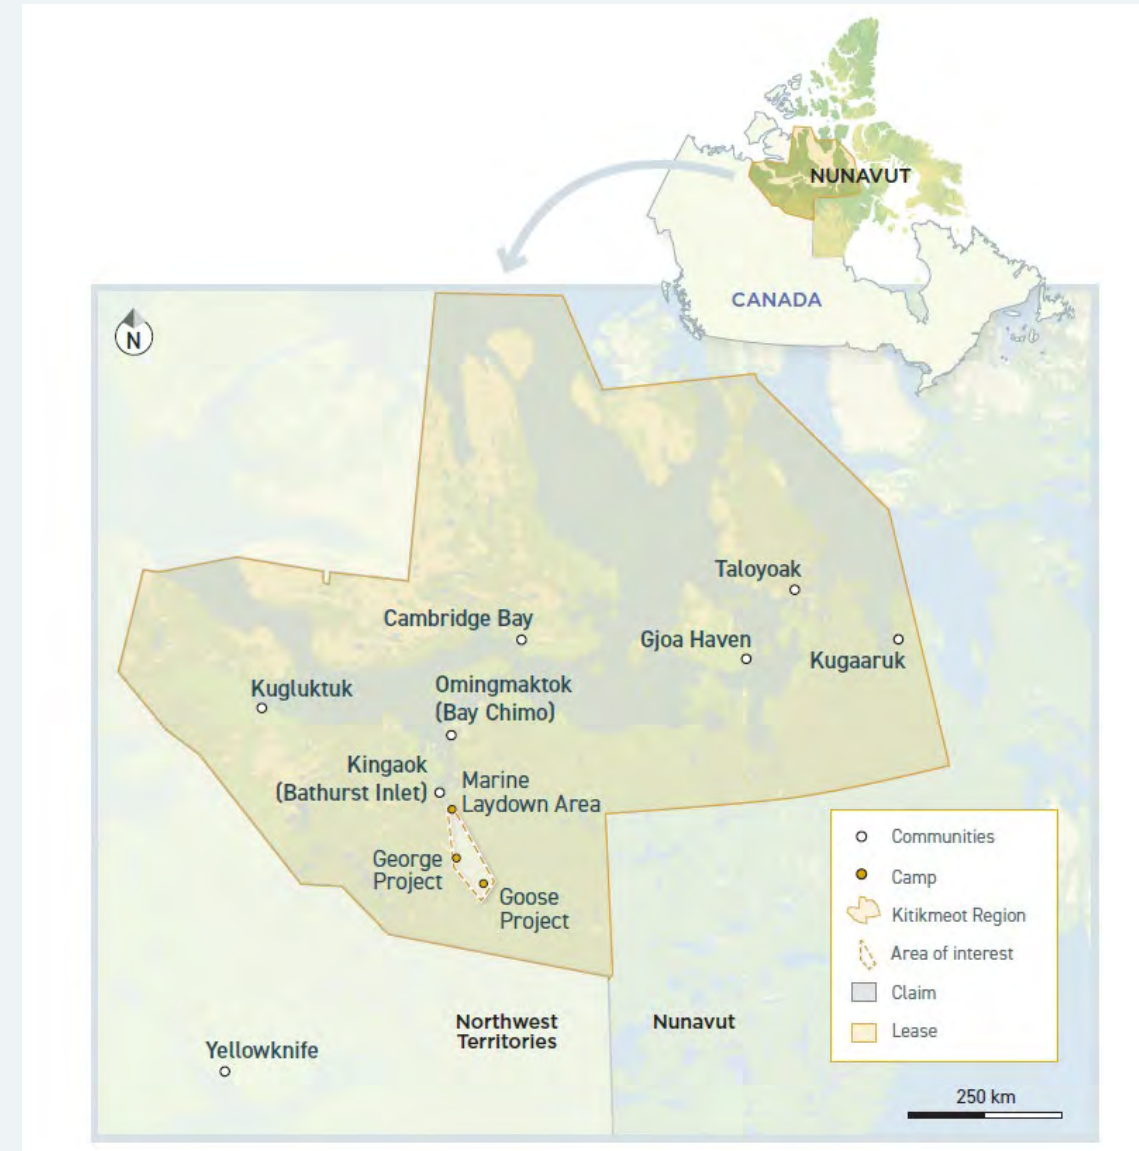 NUNAVUT
CANADA
N
Taloyoak
Cambridge Bay
Gjoa Haven
Kugaaruk
Kugluktuk
Omingmaktok
(Bay Chimo)
Kingaok
(Bathurst Inlet)
Marine
Laydown Area
George
Project
Goose
Project
Communities
Camp
Kitikmeot Region
Area of interest
Claim
Lease
Northwest
Territories
Nunavut
Yellowknife
250 km